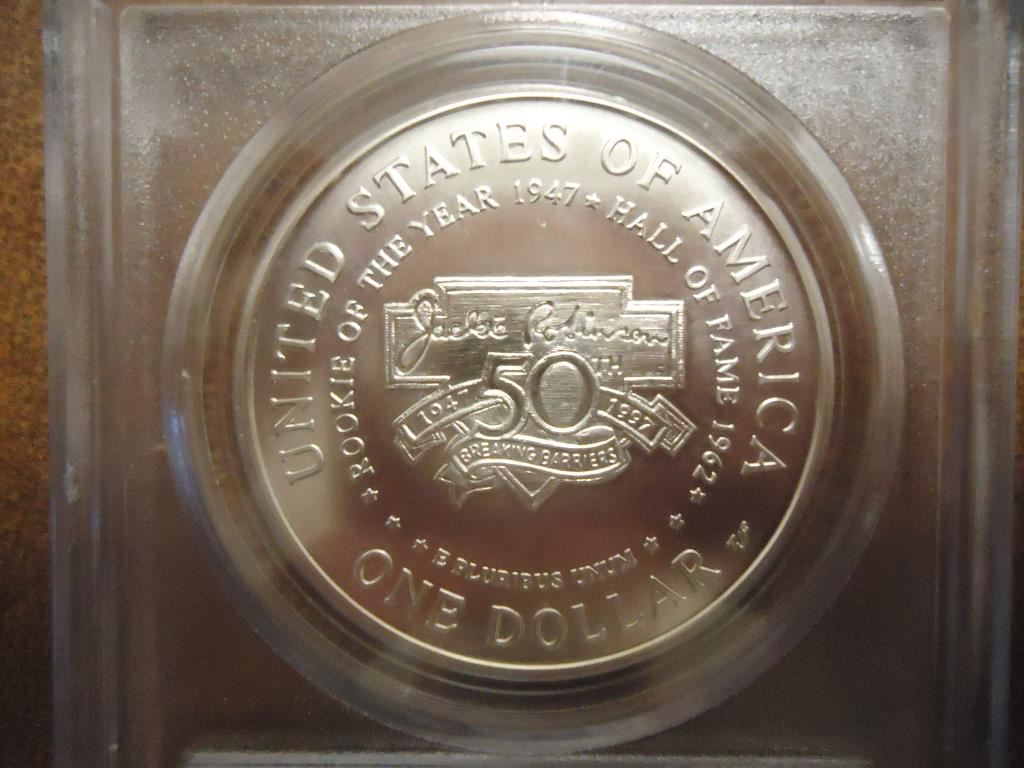 UNITED STATES OF AMERICA
ROOKIE OF THE YEAR 1947 ★ HALL OF FAME 1962
Jackie Robinson
50TH
1947 1997
BREAKING BARRIERS
E PLURIBUS UNUM
ONE DOLLAR